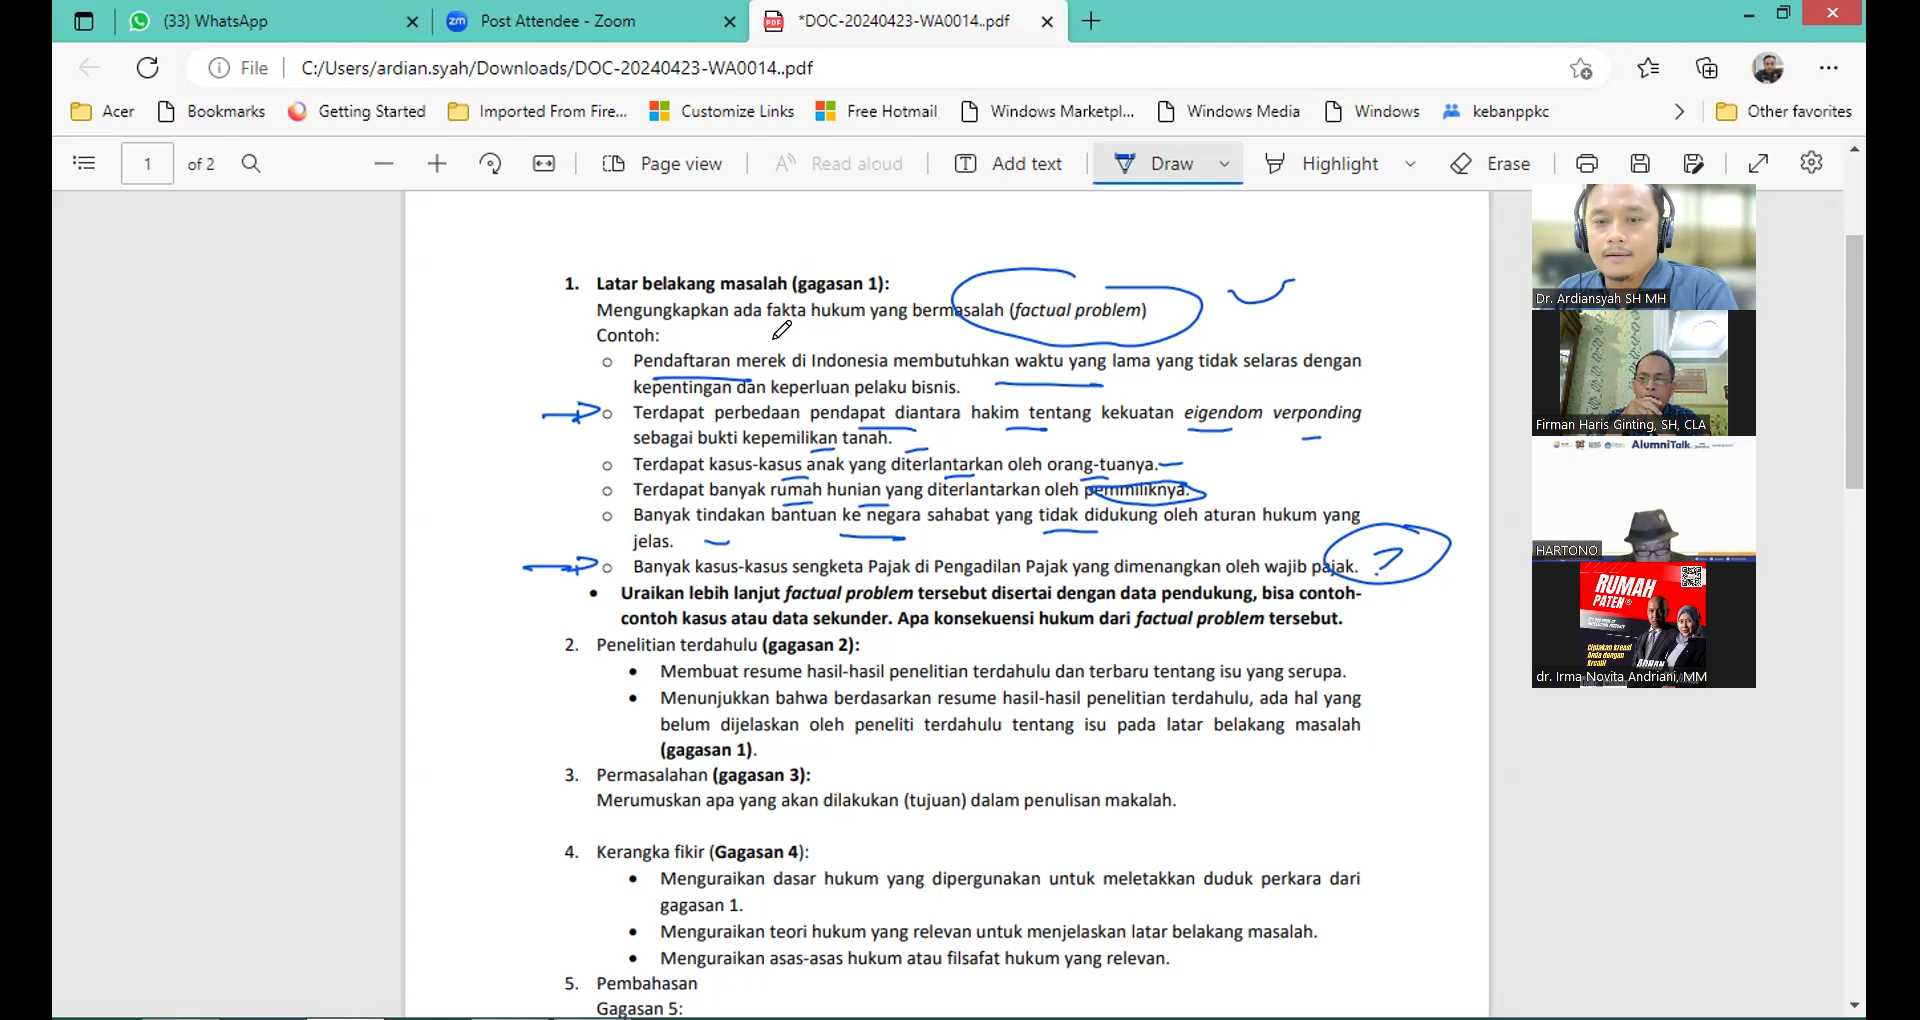 (33) WhatsApp
zm Post Attendee - Zoom
PDF *DOC-20240423-WA0014..pdf
File C:/Users/ardian.syah/Downloads/DOC-20240423-WA0014..pdf
Acer Bookmarks Getting Started Imported From Fire... Customize Links Free Hotmail Windows Marketpl... Windows Media Windows kebanppkc Other favorites
1 of 2 Page view Read aloud Add text Draw Highlight Erase
1. Latar belakang masalah (gagasan 1):
Mengungkapkan ada fakta hukum yang bermasalah (factual problem)
Contoh:
o Pendaftaran merek di Indonesia membutuhkan waktu yang lama yang tidak selaras dengan
kepentingan dan keperluan pelaku bisnis.
o Terdapat perbedaan pendapat diantara hakim tentang kekuatan eigendom verponding
sebagai bukti kepemilikan tanah.
o Terdapat kasus-kasus anak yang diterlantarkan oleh orang-tuanya.
o Terdapat banyak rumah hunian yang diterlantarkan oleh pemmiliknya.
o Banyak tindakan bantuan ke negara sahabat yang tidak didukung oleh aturan hukum yang
jelas.
o Banyak kasus-kasus sengketa Pajak di Pengadilan Pajak yang dimenangkan oleh wajib pajak.
?
• Uraikan lebih lanjut factual problem tersebut disertai dengan data pendukung, bisa contoh-
contoh kasus atau data sekunder. Apa konsekuensi hukum dari factual problem tersebut.
2. Penelitian terdahulu (gagasan 2):
• Membuat resume hasil-hasil penelitian terdahulu dan terbaru tentang isu yang serupa.
• Menunjukkan bahwa berdasarkan resume hasil-hasil penelitian terdahulu, ada hal yang
belum dijelaskan oleh peneliti terdahulu tentang isu pada latar belakang masalah
(gagasan 1).
3. Permasalahan (gagasan 3):
Merumuskan apa yang akan dilakukan (tujuan) dalam penulisan makalah.
4. Kerangka fikir (Gagasan 4):
• Menguraikan dasar hukum yang dipergunakan untuk meletakkan duduk perkara dari
gagasan 1.
• Menguraikan teori hukum yang relevan untuk menjelaskan latar belakang masalah.
• Menguraikan asas-asas hukum atau filsafat hukum yang relevan.
5. Pembahasan
Gagasan 5:
Dr. Ardiansyah SH MH
Firman Haris Ginting, SH, CLA
AlumniTalk
HARTONO
RUMAH
PATEN®
Ciptakan kreasi
Anda dengan
Kreatif
dr. Irma Novita Andriani, MM